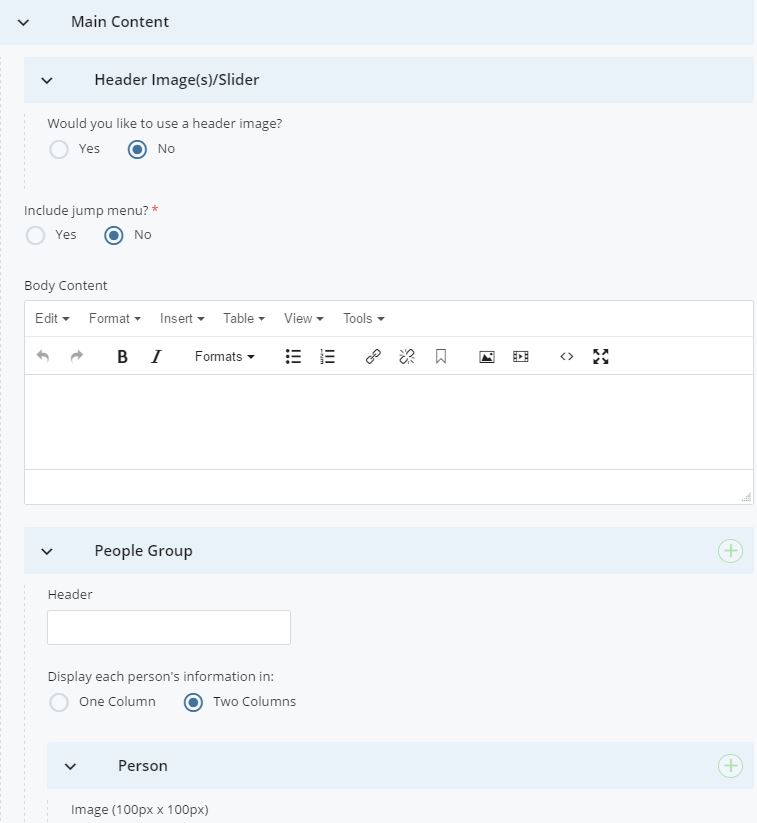 Main Content
Header Image(s)/Slider
Would you like to use a header image?
Yes No
Include jump menu? *
Yes No
Body Content
Edit Format Insert Table View Tools
B I Formats
People Group
Header
Display each person's information in:
One Column Two Columns
Person
Image (100px x 100px)